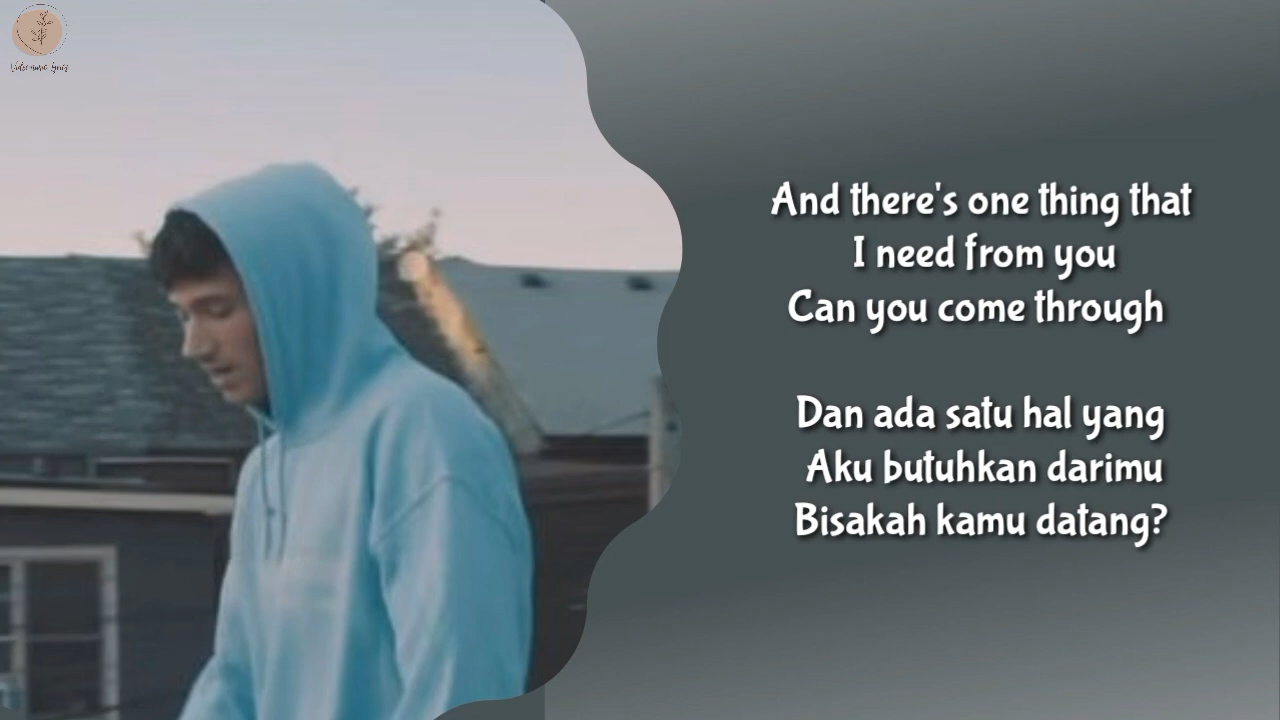 And there's one thing that
I need from you
Can you come through
Dan ada satu hal yang
Aku butuhkan darimu
Bisakah kamu datang?